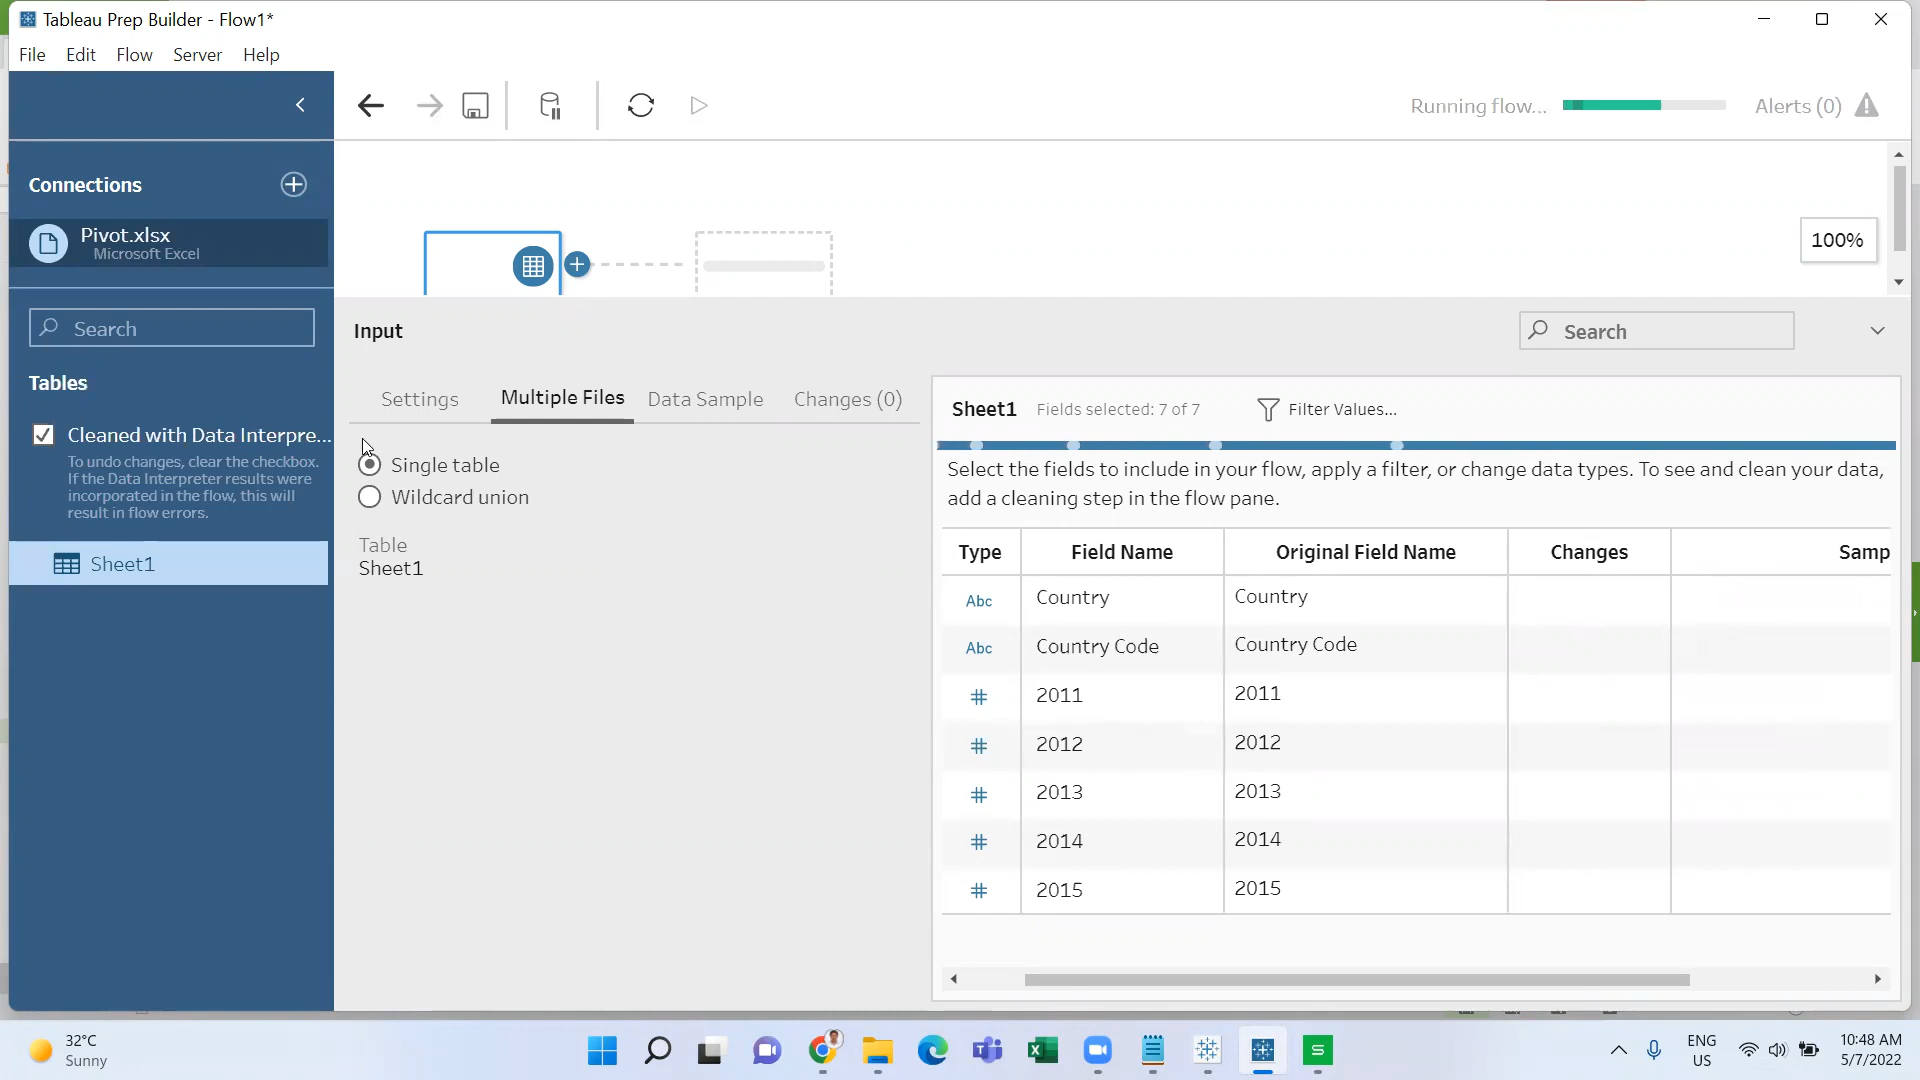 Tableau Prep Builder - Flow1*
File Edit Flow Server Help
Running flow... Alerts (0)
Connections
Pivot.xlsx
Microsoft Excel
100%
Search
Input
Search
Tables
Settings Multiple Files Data Sample Changes (0)
Sheet1 Fields selected: 7 of 7 Filter Values...
Cleaned with Data Interpre...
To undo changes, clear the checkbox.
If the Data Interpreter results were
incorporated in the flow, this will
result in flow errors.
Single table
Wildcard union
Select the fields to include in your flow, apply a filter, or change data types. To see and clean your data,
add a cleaning step in the flow pane.
Table
Sheet1
Sheet1
Type Field Name Original Field Name Changes Samp
Abc Country Country
Abc Country Code Country Code
# 2011 2011
# 2012 2012
# 2013 2013
# 2014 2014
# 2015 2015
32°C
Sunny
S
ENG
US
10:48 AM
5/7/2022